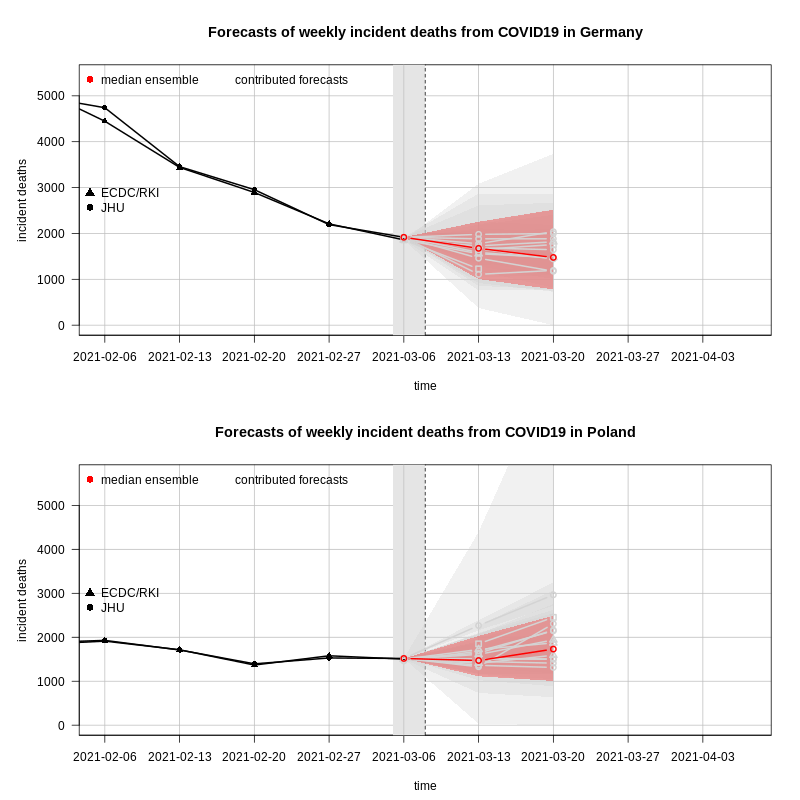 Forecasts of weekly incident deaths from COVID19 in Germany
median ensemble contributed forecasts
5000
4000
3000
2000
1000
0
incident deaths
ECDC/RKI
JHU
2021-02-06 2021-02-13 2021-02-20 2021-02-27 2021-03-06 2021-03-13 2021-03-20 2021-03-27 2021-04-03
time
Forecasts of weekly incident deaths from COVID19 in Poland
median ensemble contributed forecasts
5000
4000
3000
2000
1000
0
incident deaths
ECDC/RKI
JHU
2021-02-06 2021-02-13 2021-02-20 2021-02-27 2021-03-06 2021-03-13 2021-03-20 2021-03-27 2021-04-03
time